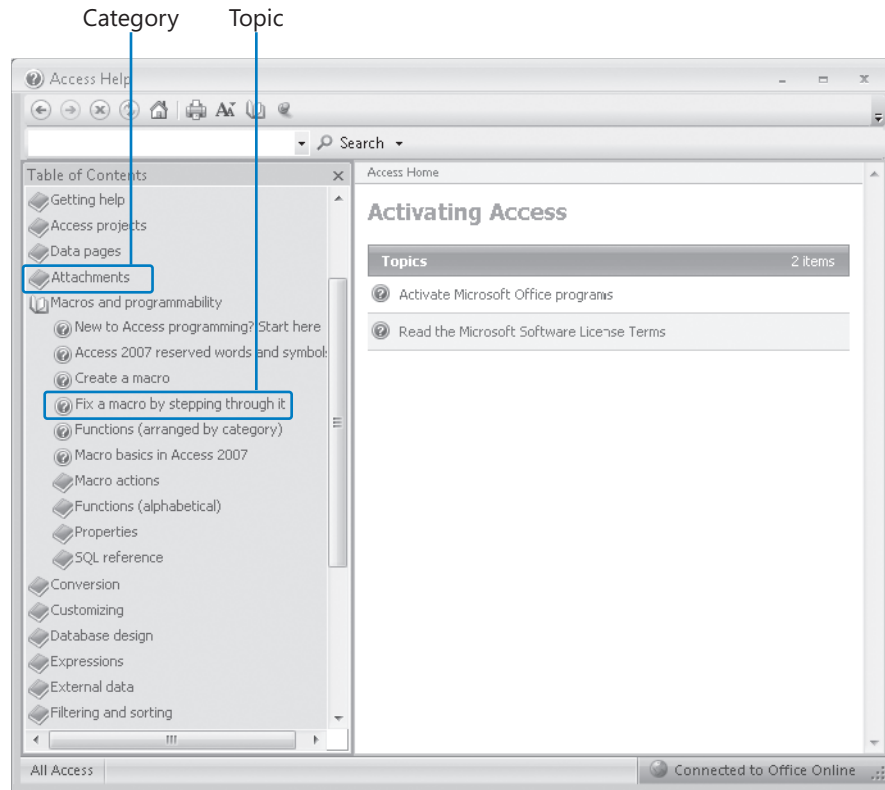 Category Topic
Access Help
Search
Table of Contents
Getting help
Access projects
Data pages
Attachments
Macros and programmability
New to Access programming? Start here
Access 2007 reserved words and symbol
Create a macro
Fix a macro by stepping through it
Functions (arranged by category)
Macro basics in Access 2007
Macro actions
Functions (alphabetical)
Properties
SQL reference
Conversion
Customizing
Database design
Expressions
External data
Filtering and sorting
Access Home
Activating Access
Topics 2 items
Activate Microsoft Office programs
Read the Microsoft Software License Terms
All Access
Connected to Office Online